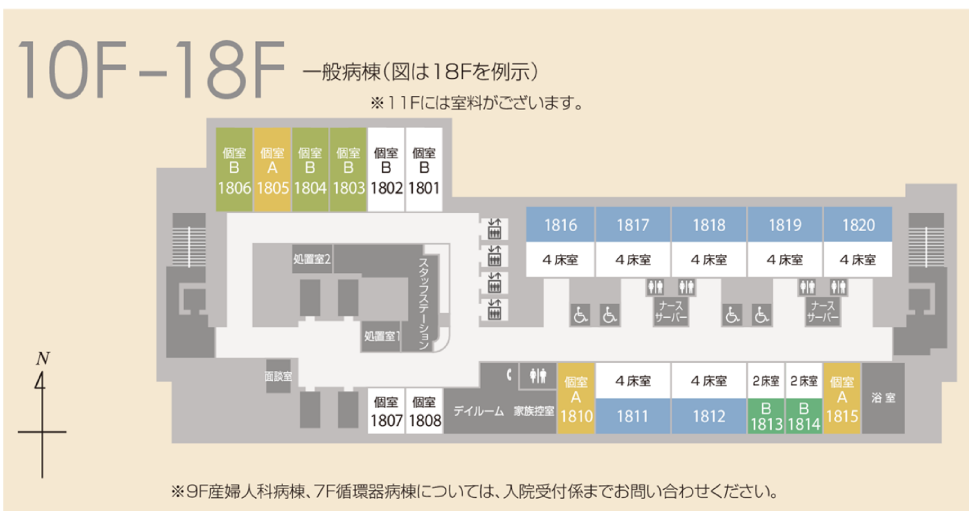 10F-18F 一般病棟(図は18Fを例示)
※11Fには室料がございます。
個室 B 1806
個室 A 1805
個室 B 1804
個室 B 1803
個室 B 1802
個室 B 1801
1816 1817 1818 1819 1820
4床室 4床室 4床室 4床室 4床室
処置室2
スタッフステーション
処置室1
ナースサーバー
ナースサーバー
面談室
個室 1807
個室 1808
デイルーム
家族控室
個室 A 1810
4床室 1811
4床室 1812
2床室 B 1813
2床室 B 1814
個室 A 1815
浴室
N
※9F産婦人科病棟、7F循環器病棟については、入院受付係までお問い合わせください。